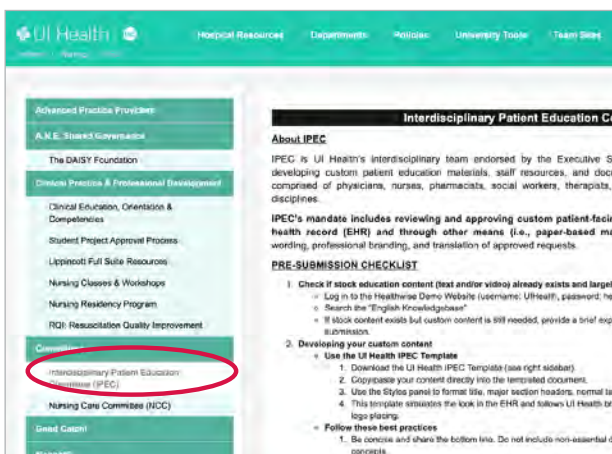 UI Health
Hospital Resources
Departments
Policies
University Tools
Team Sites
Advanced Practice Providers
A.N.E. Shared Governance
The DAISY Foundation
Clinical Practice & Professional Development
Clinical Education, Orientation &
Competencies
Student Project Approval Process
Lippincott Full Suite Resources
Nursing Classes & Workshops
Nursing Residency Program
RQI: Resuscitation Quality Improvement
Interdisciplinary Patient Education
Committee (IPEC)
Nursing Care Committee (NCC)
Good Catch!
Interdisciplinary Patient Education Co
About IPEC
IPEC is UI Health's interdisciplinary team endorsed by the Executive S
developing custom patient education materials, staff resources, and doc
comprised of physicians, nurses, pharmacists, social workers, therapists,
disciplines.
IPEC's mandate includes reviewing and approving custom patient-faci
health record (EHR) and through other means (i.e., paper-based ma
wording, professional branding, and translation of approved requests.
PRE-SUBMISSION CHECKLIST
1. Check if stock education content (text and/or video) already exists and largel
Log in to the Healthwise Demo Website (username: UIHealth, password: he
Search the "English Knowledgebase"
If stock content exists but custom content is still needed, provide a brief exp
submission.
2. Developing your custom content
Use the UI Health IPEC Template
1. Download the UI Health IPEC Template (see right sidebar).
2. Copy/paste your content directly into the templated document.
3. Use the Styles panel to format title, major section headers, normal te
4. This template simulates the look in the EHR and follows UI Health br
logo placing.
Follow these best practices
1. Be concise and share the bottom line. Do not include non-essential d
concepts.